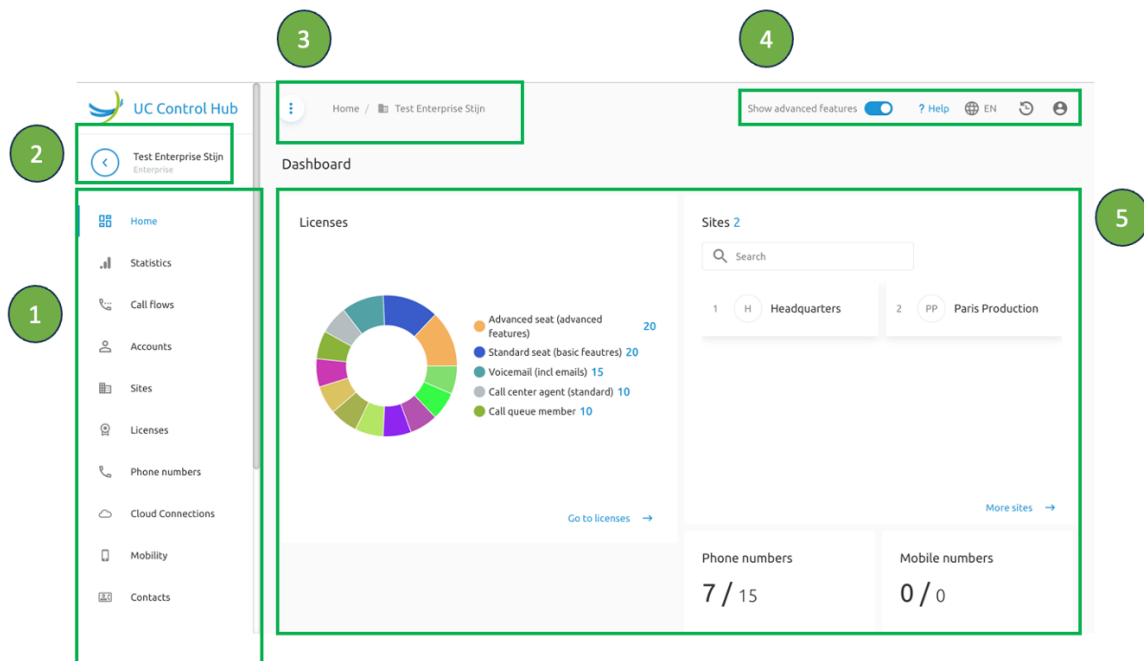 3
4
UC Control Hub
Home / Test Enterprise Stijn
Show advanced features
? Help
EN
2
Test Enterprise Stijn
Enterprise
Dashboard
1
Home
Statistics
Call flows
Accounts
Sites
Licenses
Phone numbers
Cloud Connections
Mobility
Contacts
5
Licenses
Advanced seat (advanced
features) 20
Standard seat (basic feautres) 20
Voicemail (incl emails) 15
Call center agent (standard) 10
Call queue member 10
Go to licenses →
Sites 2
Search
1 H Headquarters
2 PP Paris Production
More sites →
Phone numbers
7 / 15
Mobile numbers
0 / 0